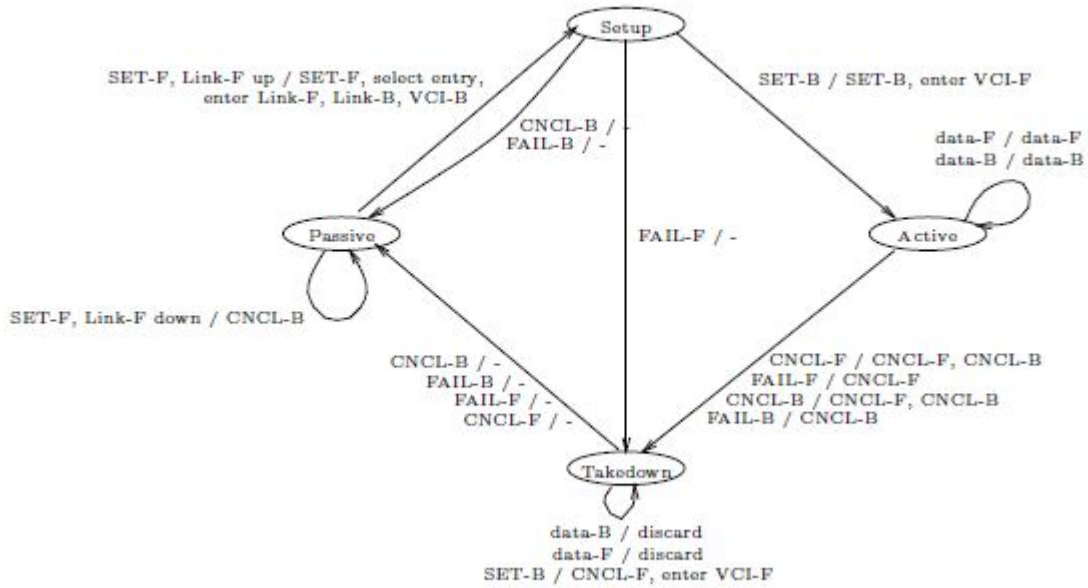 Setup
SET-F, Link-F up / SET-F, select entry,
enter Link-F, Link-B, VCI-B
SET-B / SET-B, enter VCI-F
CNCL-B / -
FAIL-B / -
data-F / data-F
data-B / data-B
Passive
FAIL-F / -
Active
SET-F, Link-F down / CNCL-B
CNCL-B / -
FAIL-B / -
FAIL-F / -
CNCL-F / -
CNCL-F / CNCL-F, CNCL-B
FAIL-F / CNCL-F
CNCL-B / CNCL-F, CNCL-B
FAIL-B / CNCL-B
Takedown
data-B / discard
data-F / discard
SET-B / CNCL-F, enter VCI-F